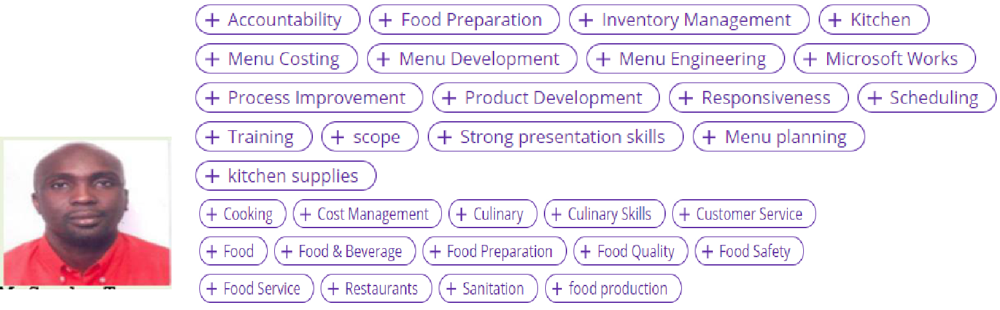 + Accountability + Food Preparation + Inventory Management + Kitchen
+ Menu Costing + Menu Development + Menu Engineering + Microsoft Works
+ Process Improvement + Product Development + Responsiveness + Scheduling
+ Training + scope + Strong presentation skills + Menu planning
+ kitchen supplies
+ Cooking + Cost Management + Culinary + Culinary Skills + Customer Service
+ Food + Food & Beverage + Food Preparation + Food Quality + Food Safety
+ Food Service + Restaurants + Sanitation + food production